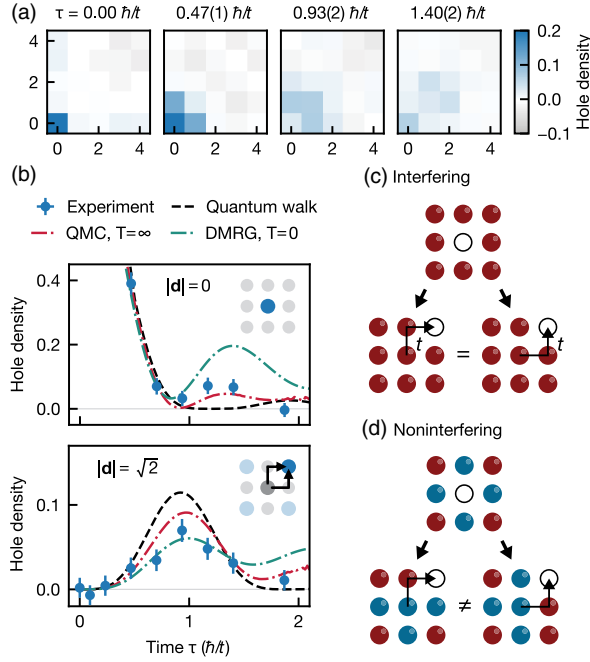 (a)
τ = 0.00 ℏ/t 0.47(1) ℏ/t 0.93(2) ℏ/t 1.40(2) ℏ/t
4
2
0
0 2 4 0 2 4 0 2 4 0 2 4
0.2
0.1
0.0
−0.1
Hole density
(b)
Experiment Quantum walk
QMC, T=∞ DMRG, T=0
0.4
0.2
0.0
Hole density
|d|=0
0.1
0.0
Hole density
|d|=√2
0 1 2
Time τ (ℏ/t)
(c) Interfering
t = t
(d) Noninterfering
≠